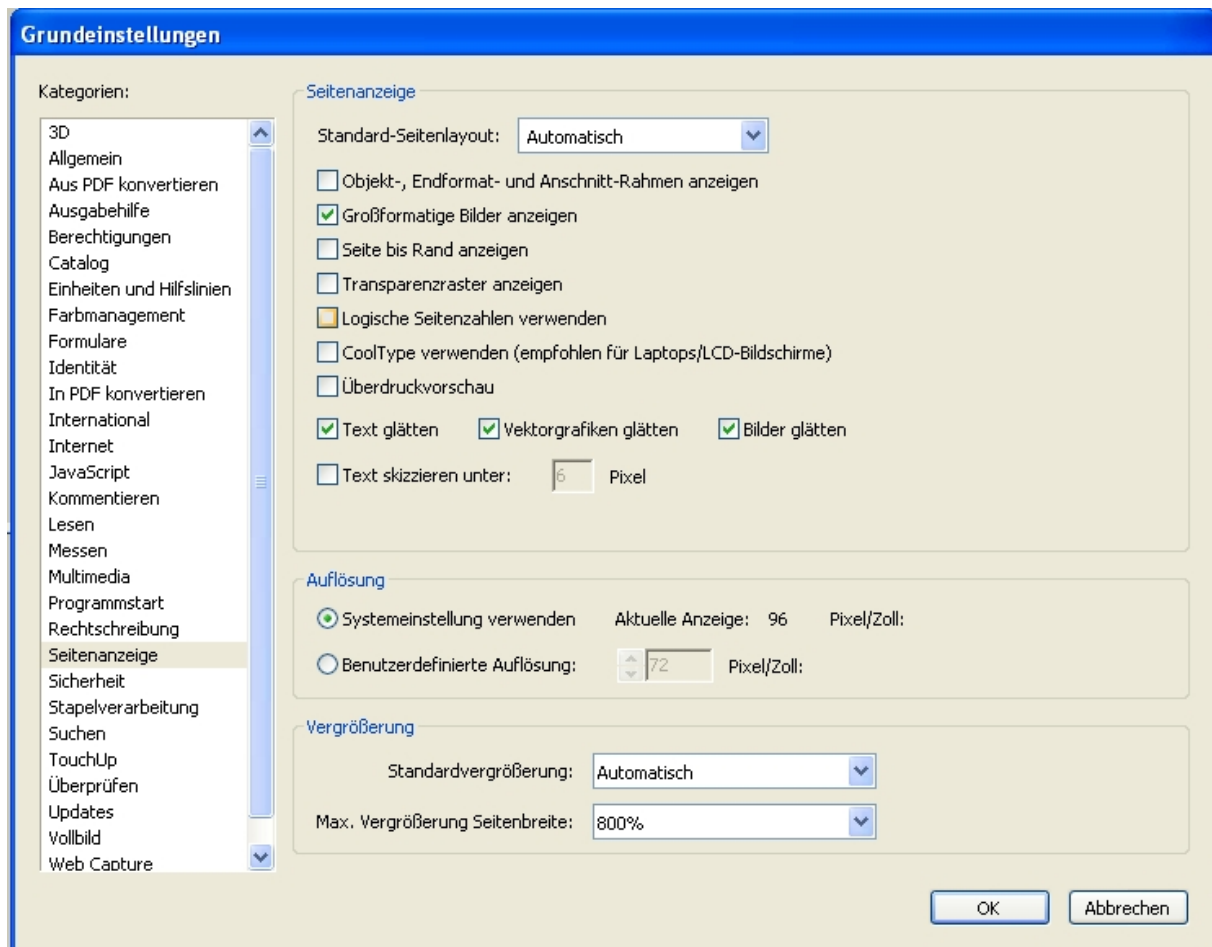 Grundeinstellungen
Kategorien:
3D
Allgemein
Aus PDF konvertieren
Ausgabehilfe
Berechtigungen
Catalog
Einheiten und Hilfslinien
Farbmanagement
Formulare
Identität
In PDF konvertieren
International
Internet
JavaScript
Kommentieren
Lesen
Messen
Multimedia
Programmstart
Rechtschreibung
Seitenanzeige
Sicherheit
Stapelverarbeitung
Suchen
TouchUp
Überprüfen
Updates
Vollbild
Web Capture
Seitenanzeige
Standard-Seitenlayout: Automatisch
Objekt-, Endformat- und Anschnitt-Rahmen anzeigen
Großformatige Bilder anzeigen
Seite bis Rand anzeigen
Transparenzraster anzeigen
Logische Seitenzahlen verwenden
CoolType verwenden (empfohlen für Laptops/LCD-Bildschirme)
Überdruckvorschau
Text glätten Vektorgrafiken glätten Bilder glätten
Text skizzieren unter: 6 Pixel
Auflösung
Systemeinstellung verwenden Aktuelle Anzeige: 96 Pixel/Zoll:
Benutzerdefinierte Auflösung: 72 Pixel/Zoll:
Vergrößerung
Standardvergrößerung: Automatisch
Max. Vergrößerung Seitenbreite: 800%
OK Abbrechen